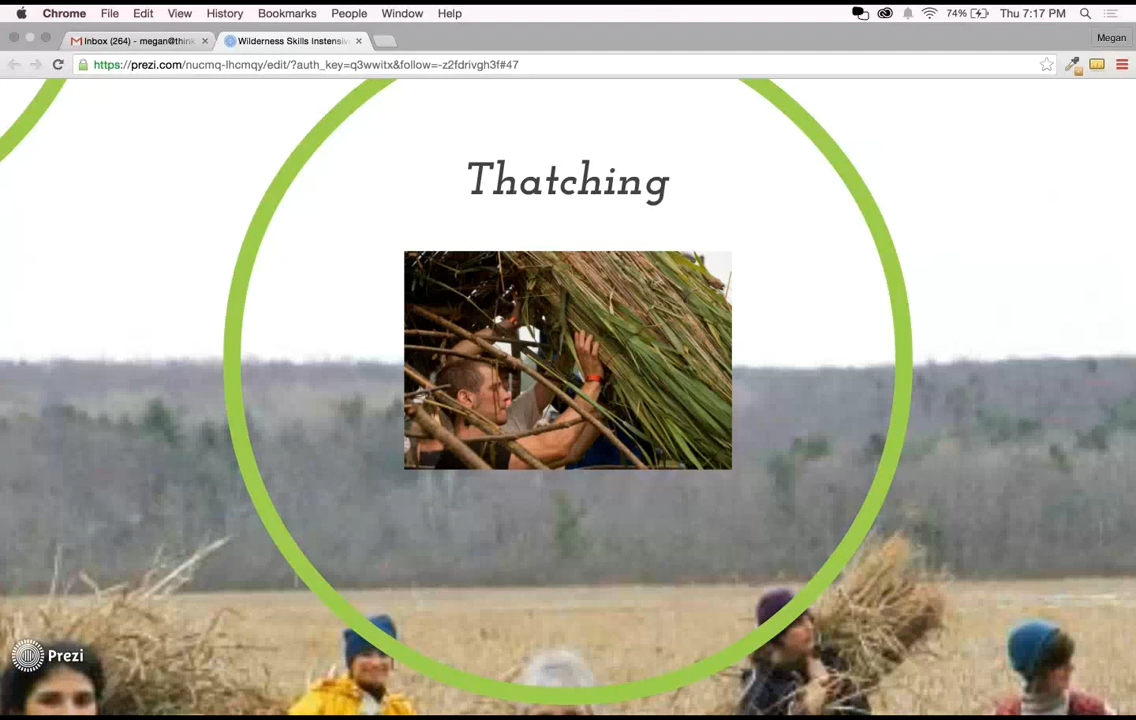 Chrome File Edit View History Bookmarks People Window Help 74% Thu 7:17 PM
Inbox (264) - megan@think Wilderness Skills Instensiv Megan
https://prezi.com/nucmq-lhcmqy/edit/?auth_key=q3wwitx&follow=-z2fdrivgh3f#47
Thatching
Prezi